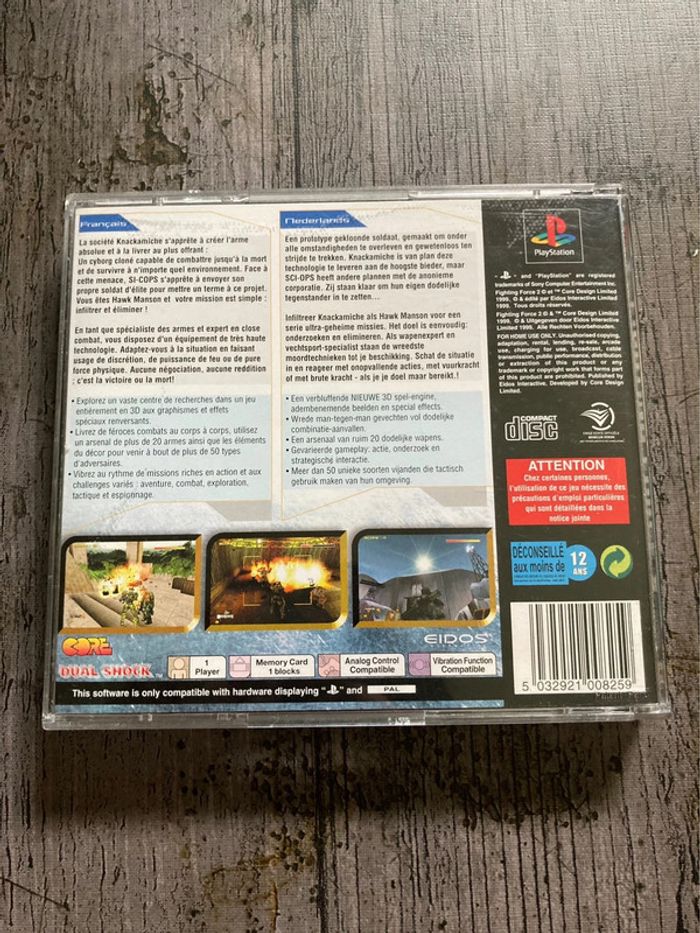 Français
La société Knackamiche s'apprête à créer l'arme
absolue et à la livrer au plus offrant :
Un cyborg cloné capable de combattre jusqu'à la mort
et de survivre à n'importe quel environnement. Face à
cette menace, SI-COPS s'apprête à envoyer son
propre soldat d'élite pour mettre un terme à ce projet.
Vous êtes Hawk Manson et votre mission est simple :
infiltrer et éliminer !
En tant que spécialiste des armes et expert en close
combat, vous disposez d'un équipement de très haute
technologie. Adaptez-vous à la situation en faisant
usage de discrétion, de puissance de feu ou de pure
force physique. Aucune négociation, aucune reddition
: c'est la victoire ou la mort!
• Explorez un vaste centre de recherches dans un jeu
entièrement en 3D aux graphismes et effets
spéciaux renversants.
• Livrez de féroces combats au corps à corps, utilisez
un arsenal de plus de 20 armes ainsi que les éléments
du décor pour venir à bout de plus de 50 types
d'adversaires.
• Vibrez au rythme de missions riches en action et aux
challenges variés : aventure, combat, exploration,
tactique et espionnage.
Nederlands
Een prototype gekloonde soldaat, gemaakt om onder
alle omstandigheden te overleven en gewetenloos ten
strijde te trekken. Knackamiche is van plan deze
technologie te leveren aan de hoogste bieder, maar
SCI-OPS heeft andere plannen met de anonieme
corporatie. Zij staan klaar om hun eigen dodelijke
tegenstander in te zetten...
Infiltreer Knackamiche als Hawk Manson voor een
serie ultra-geheime missies. Het doel is eenvoudig:
onderzoeken en elimineren. Als wapenexpert en
vechtsport-specialist staan de wreedste
moordtechnieken tot je beschikking. Schat de situatie
in en reageer met onopvallende acties, met vuurkracht
of met brute kracht - als je je doel maar bereikt.!
• Een verbluffende NIEUWE 3D spel-engine,
adembenemende beelden en special effects.
• Wrede man-tegen-man gevechten vol dodelijke
combinatie-aanvallen.
• Een arsenaal van ruim 20 dodelijke wapens.
• Gevarieerde gameplay: actie, onderzoek en
strategische interactie.
• Meer dan 50 unieke soorten vijanden die tactisch
gebruik maken van hun omgeving.
PlayStation
and "PlayStation" are registered
trademarks of Sony Computer Entertainment Inc.
Fighting Force 2 © et ™ Core Design Limited
1999. © & édité par Eidos Interactive Limited
1999. Tous droits réservés.
Fighting Force 2 © & ™ Core Design Limited
1999. © & Uitgegeven door Eidos Interactive
Limited 1999. Alle Rechten Voorbehouden.
FOR HOME USE ONLY. Unauthorised copying,
adaptation, rental, lending, re-sale, arcade
use, charging for use, broadcast, cable
transmission, public performance, distribution
or extraction of this product or any
trademark or copyright work that forms part
of this product are prohibited. Published by
Eidos Interactive. Developed by Core Design
Limited.
COMPACT
disc
ATTENTION
Chez certaines personnes,
l'utilisation de ce jeu nécessite des
précautions d'emploi particulières
qui sont détaillées dans la
notice jointe
DÉCONSEILLÉ
aux moins de
12
ANS
CORE
EIDOS
DUAL SHOCK
1
Player
Memory Card
1 blocks
Analog Control
Compatible
Vibration Function
Compatible
This software is only compatible with hardware displaying " " and PAL
5 032921 008259